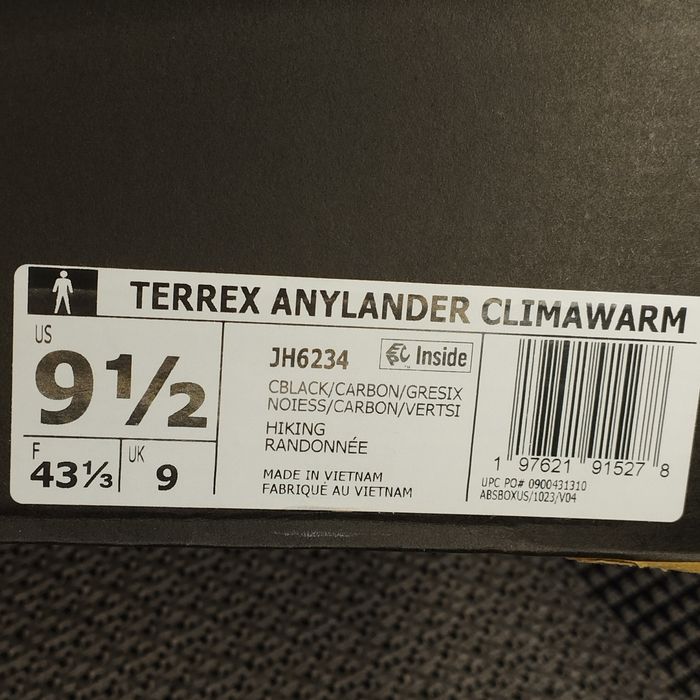 TERREX ANYLANDER CLIMAWARM
US
9½
F
43⅓
UK
9
JH6234
Inside
CBLACK/CARBON/GRESIX
NOIESS/CARBON/VERTSI
HIKING
RANDONNÉE
MADE IN VIETNAM
FABRIQUÉ AU VIETNAM
1 97621 91527 8
UPC PO# 0900431310
ABSBOXUS/1023/V04